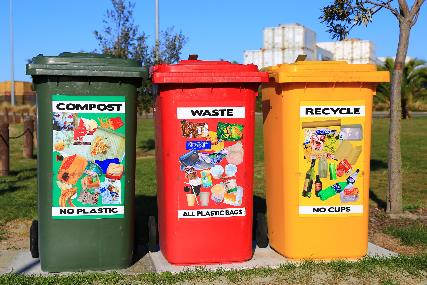 COMPOST
NO PLASTIC
WASTE
ALL PLASTIC BAGS
RECYCLE
NO CUPS